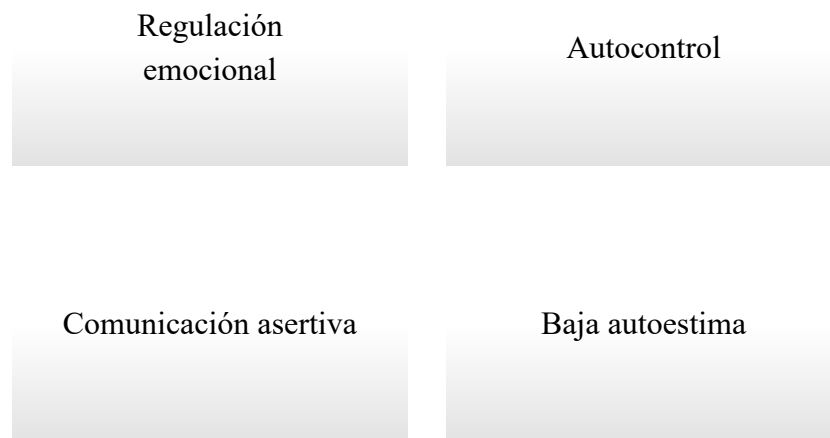 Regulación
emocional
Autocontrol
Comunicación asertiva
Baja autoestima